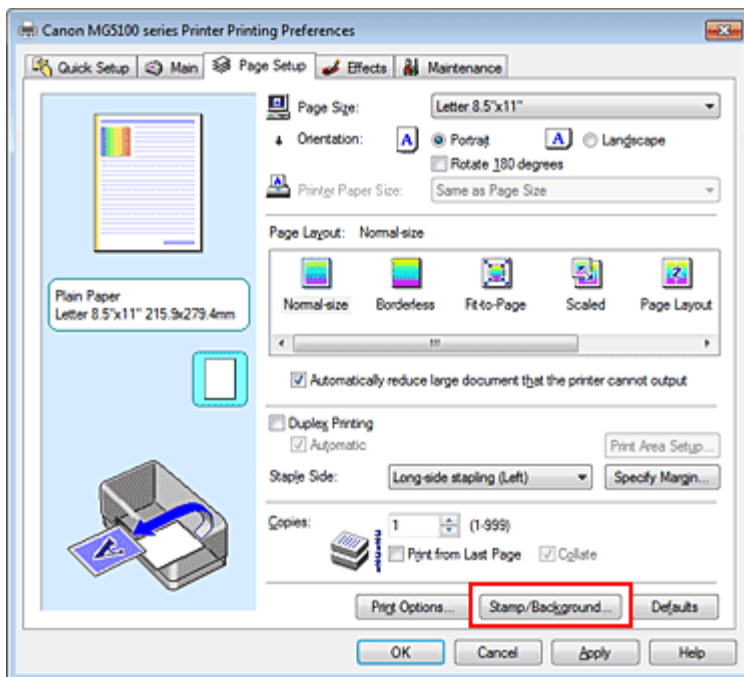 Canon MG5100 series Printer Printing Preferences
Quick Setup Main Page Setup Effects Maintenance
Page Size: Letter 8.5"x11"
Orientation: A Portrait A Landscape
Rotate 180 degrees
Printer Paper Size: Same as Page Size
Page Layout: Normal-size
Normal-size Borderless Fit-to-Page Scaled Page Layout
Plain Paper
Letter 8.5"x11" 215.9x279.4mm
Automatically reduce large document that the printer cannot output
Duplex Printing
Automatic Print Area Setup...
Staple Side: Long-side stapling (Left) Specify Margin...
Copies: 1 (1-999)
Print from Last Page Collate
Print Options... Stamp/Background... Defaults
OK Cancel Apply Help